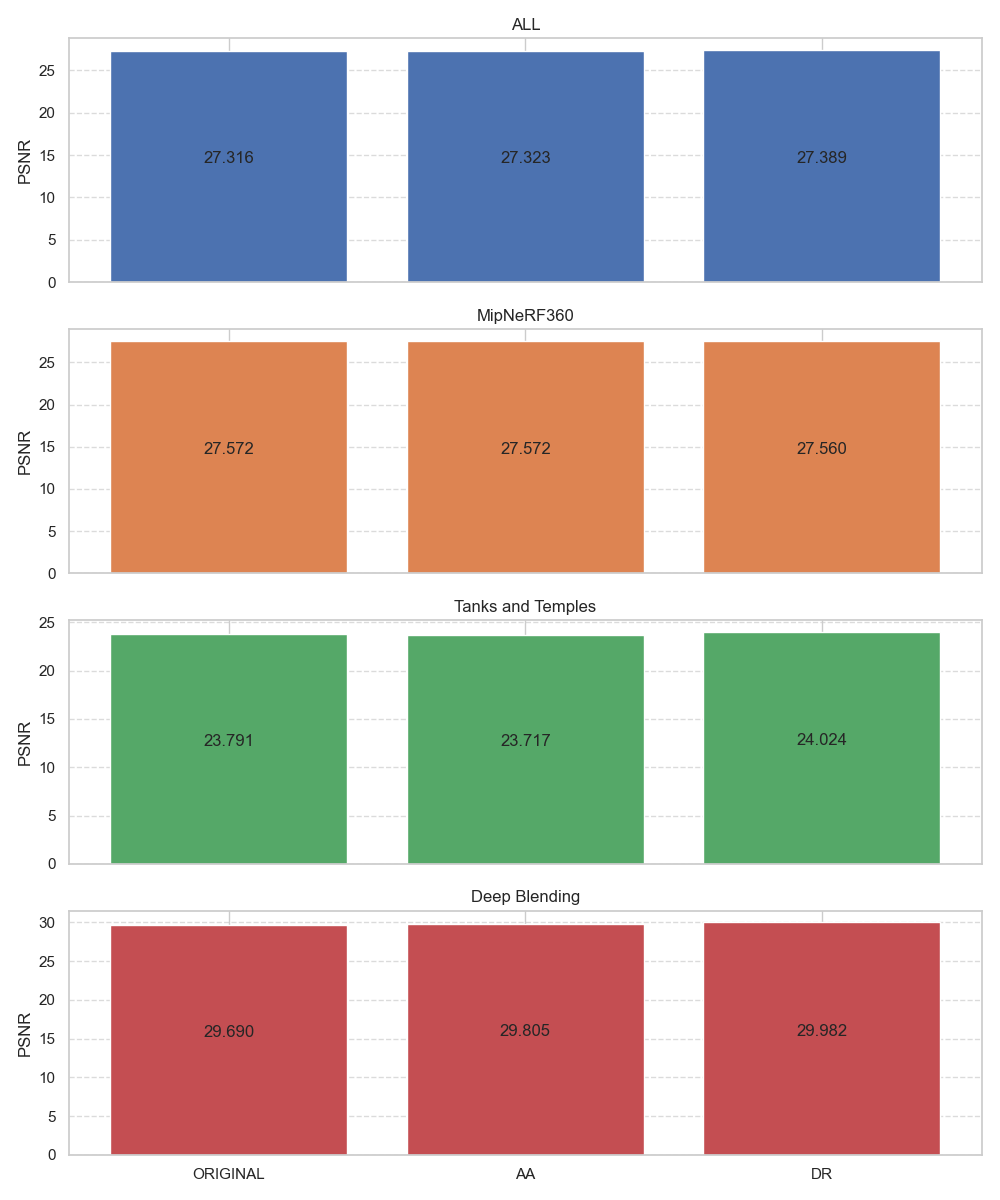 ALL
PSNR
25
20
15
10
5
0
27.316 27.323 27.389
MipNeRF360
PSNR
25
20
15
10
5
0
27.572 27.572 27.560
Tanks and Temples
PSNR
25
20
15
10
5
0
23.791 23.717 24.024
Deep Blending
PSNR
30
25
20
15
10
5
0
29.690 29.805 29.982
ORIGINAL AA DR